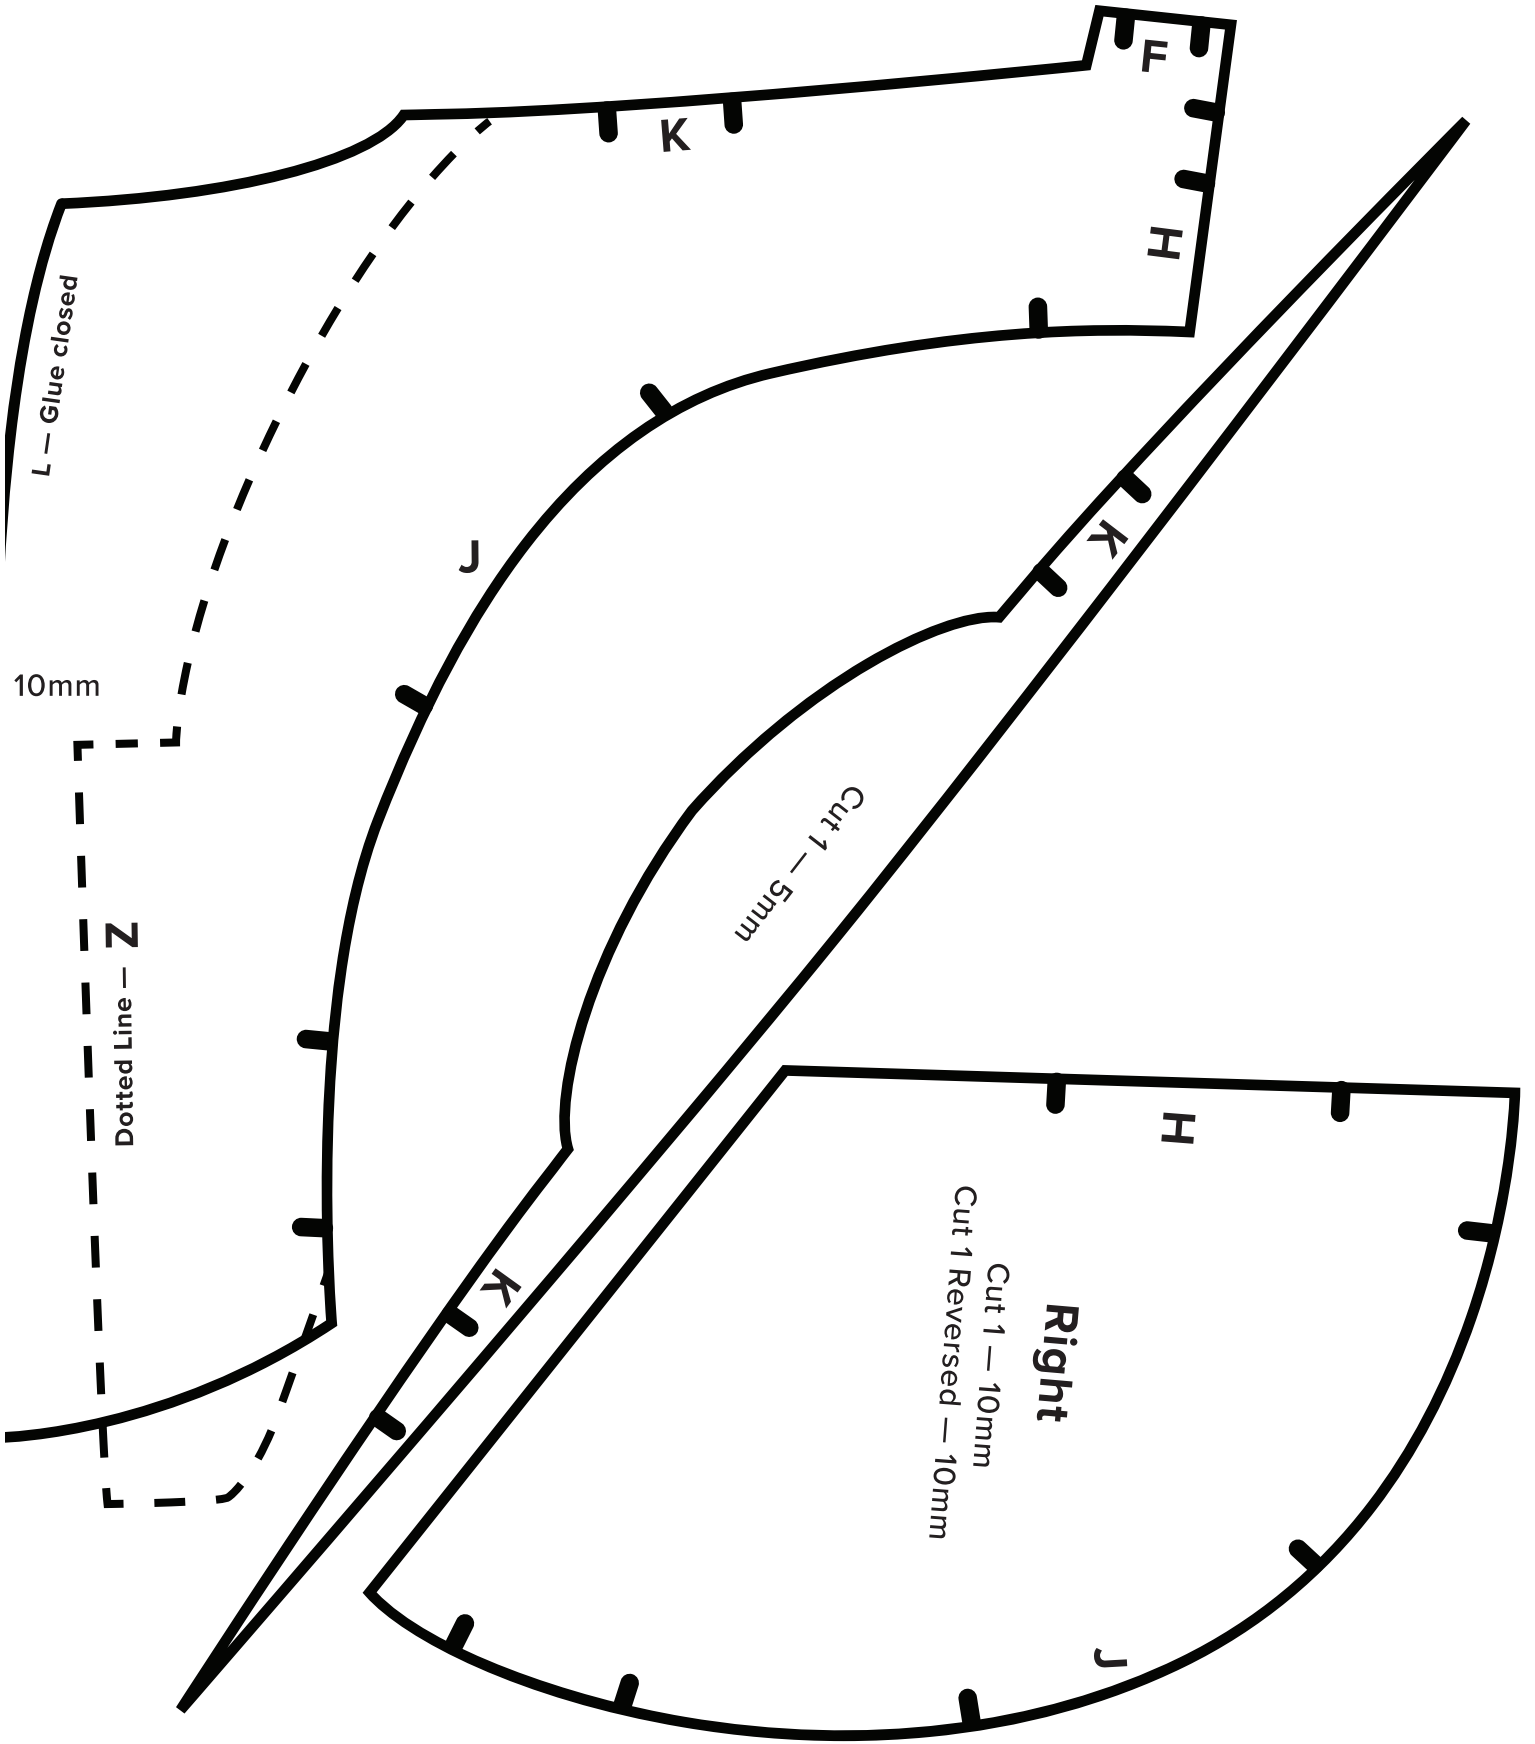 F
K
H
L — Glue closed
J
K
10mm
Cut 1 — 5mm
Dotted Line — Z
H
K
Right
Cut 1 — 10mm
Cut 1 Reversed — 10mm
J